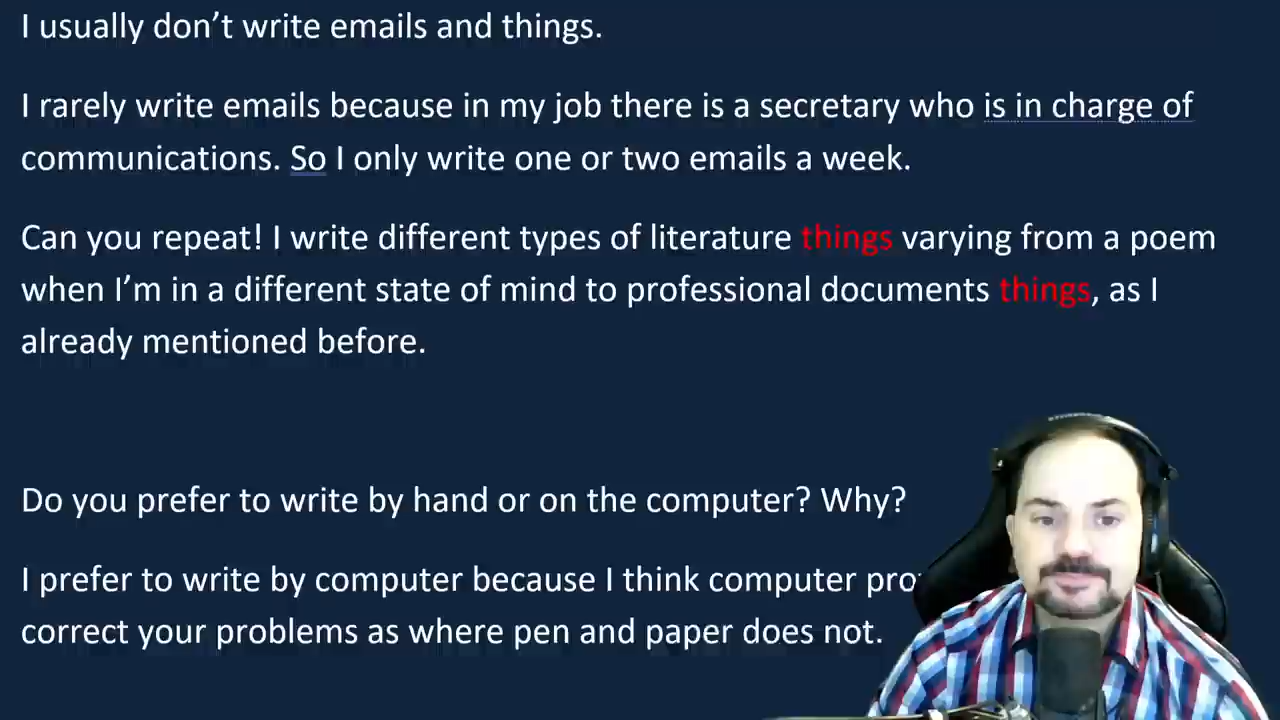 I usually don’t write emails and things.
I rarely write emails because in my job there is a secretary who is in charge of
communications. So I only write one or two emails a week.
Can you repeat! I write different types of literature things varying from a poem
when I’m in a different state of mind to professional documents things, as I
already mentioned before.
Do you prefer to write by hand or on the computer? Why?
I prefer to write by computer because I think computer
correct your problems as where pen and paper does not.